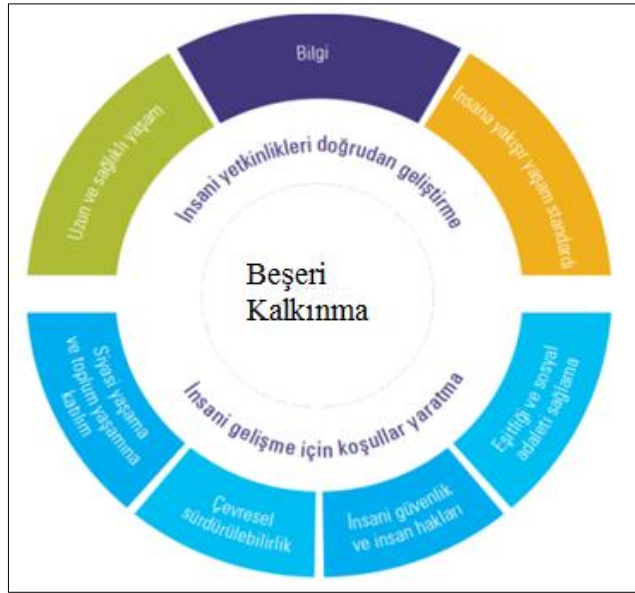 Bilgi
Uzun ve sağlıklı yaşam
İnsana yakışır yaşam standardı
İnsani yetkinlikleri doğrudan geliştirme
Beşeri
Kalkınma
İnsani gelişme için koşullar yaratma
Siyasi yaşama
ve toplum yaşamına
katılım
Çevresel
sürdürülebilirlik
İnsani güvenlik
ve insan hakları
Eşitliği ve sosyal
adaleti sağlama